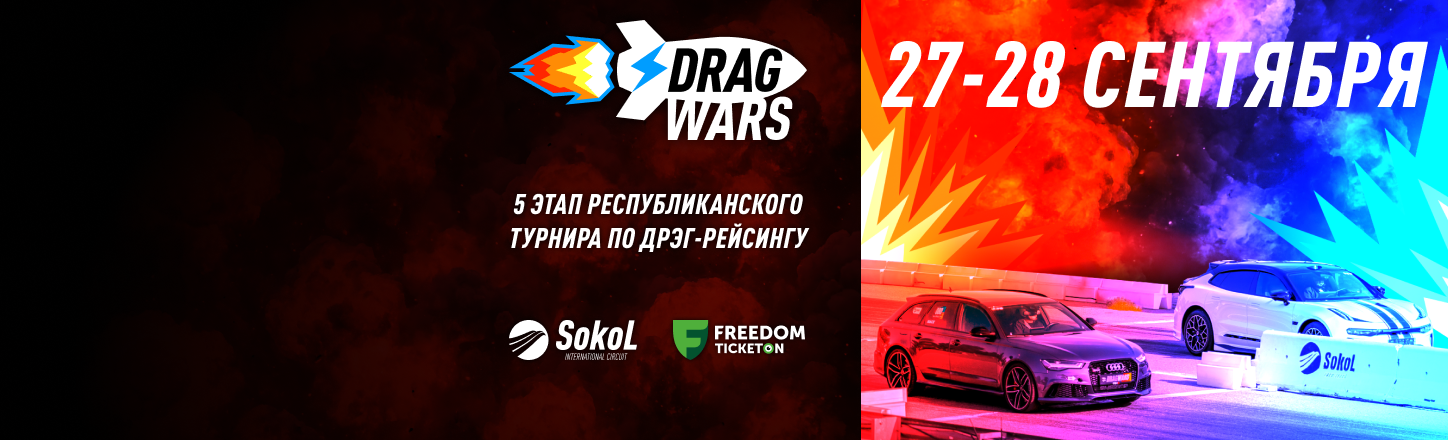 DRAG
WARS
5 ЭТАП РЕСПУБЛИКАНСКОГО
ТУРНИРА ПО ДРЭГ-РЕЙСИНГУ
SokoL
INTERNATIONAL CIRCUIT
FREEDOM
TICKETON
27-28 СЕНТЯБРЯ
SokoL